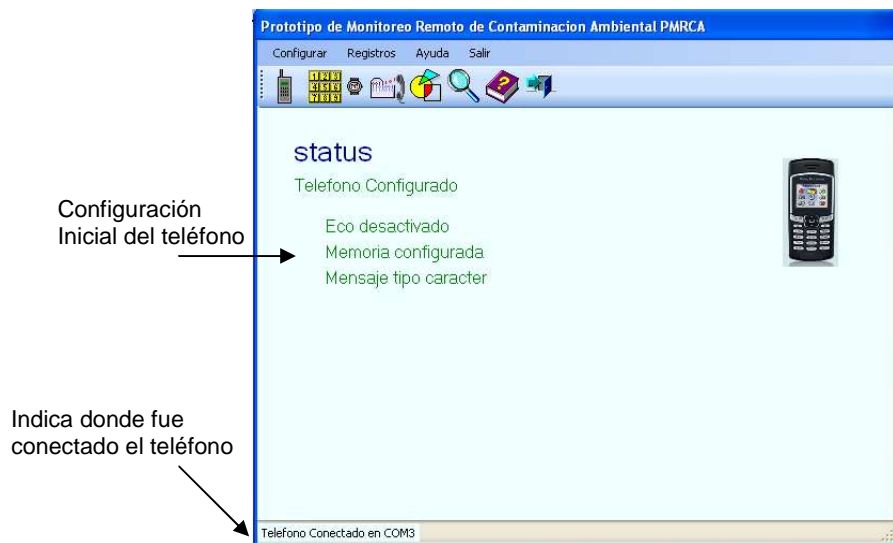 Prototipo de Monitoreo Remoto de Contaminacion Ambiental PMRCA
Configurar Registros Ayuda Salir
status
Telefono Configurado
Configuración
Inicial del teléfono
Eco desactivado
Memoria configurada
Mensaje tipo caracter
Indica donde fue
conectado el teléfono
Telefono Conectado en COM3